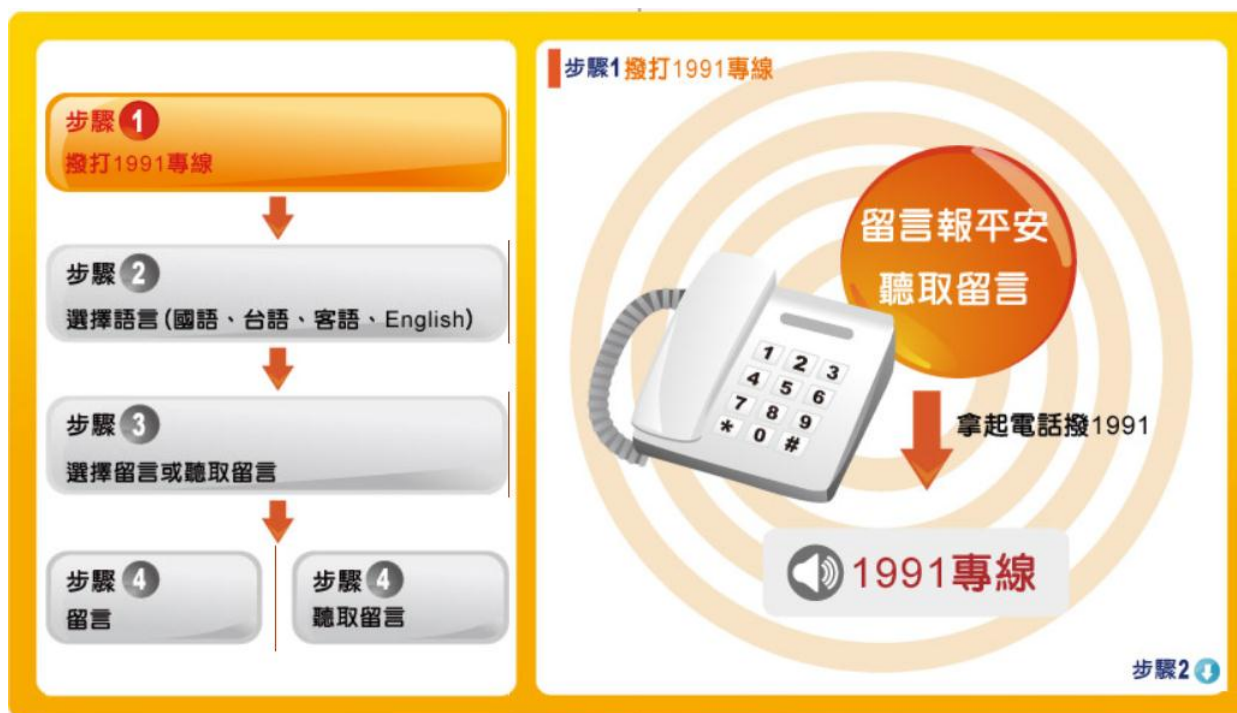 步驟1
撥打1991專線
步驟2
選擇語言(國語、台語、客語、English)
步驟3
選擇留言或聽取留言
步驟4
留言
步驟4
聽取留言
步驟1撥打1991專線
留言報平安
聽取留言
1 2 3
4 5 6
7 8 9
* 0 #
拿起電話撥1991
1991專線
步驟2